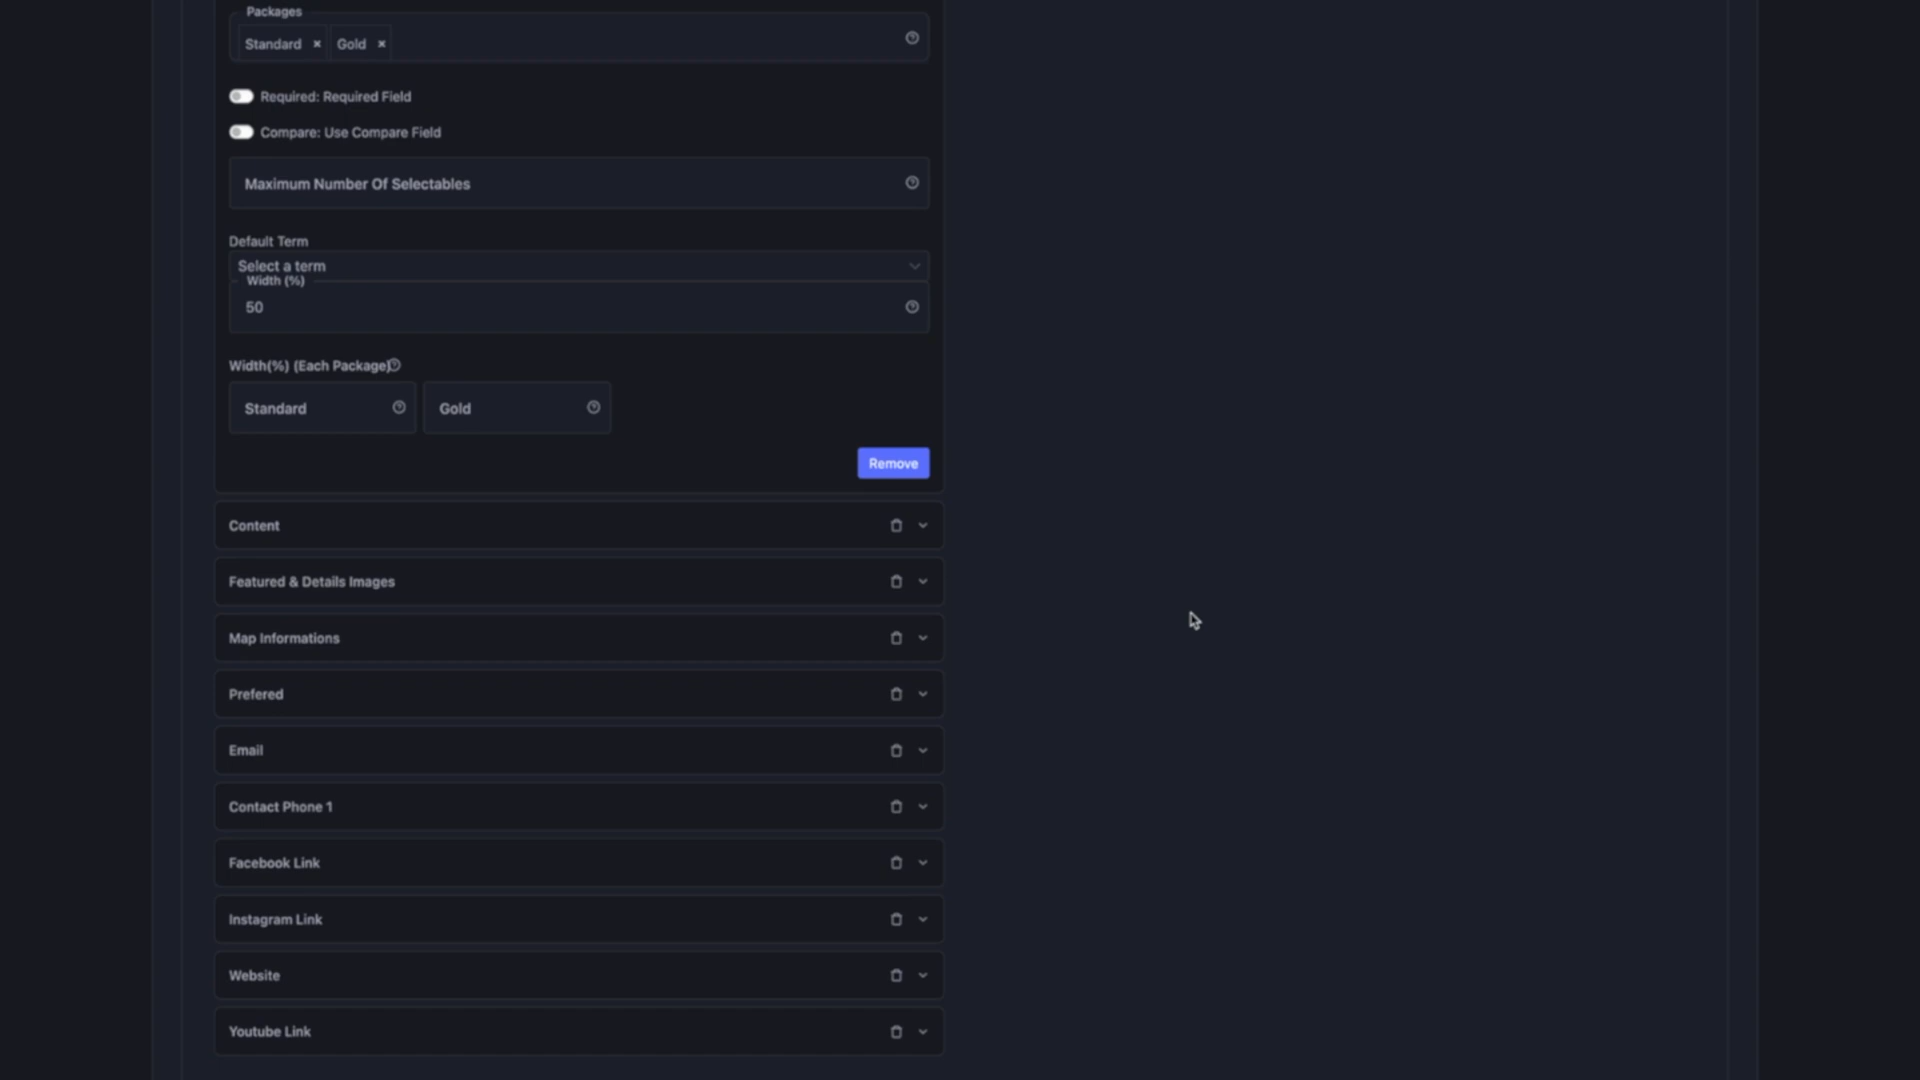 Packages
Standard × Gold ×
Required: Required Field
Compare: Use Compare Field
Maximum Number Of Selectables
Default Term
Select a term
Width (%)
50
Width(%) (Each Package)
Standard
Gold
Remove
Content
Featured & Details Images
Map Informations
Prefered
Email
Contact Phone 1
Facebook Link
Instagram Link
Website
Youtube Link